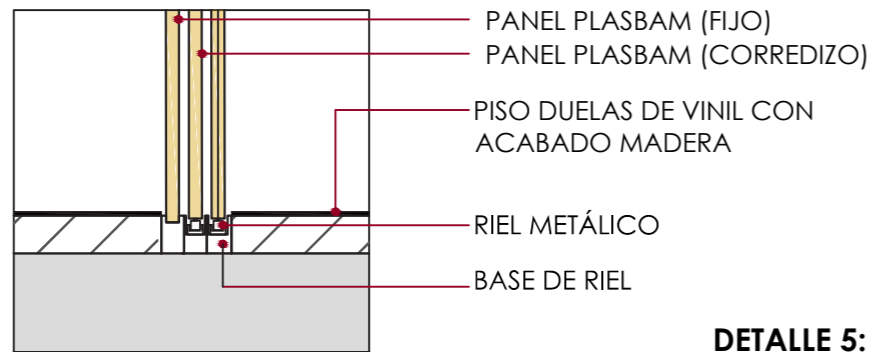 PANEL PLASBAM (FIJO)
PANEL PLASBAM (CORREDIZO)
PISO DUELAS DE VINIL CON
ACABADO MADERA
RIEL METÁLICO
BASE DE RIEL
DETALLE 5: